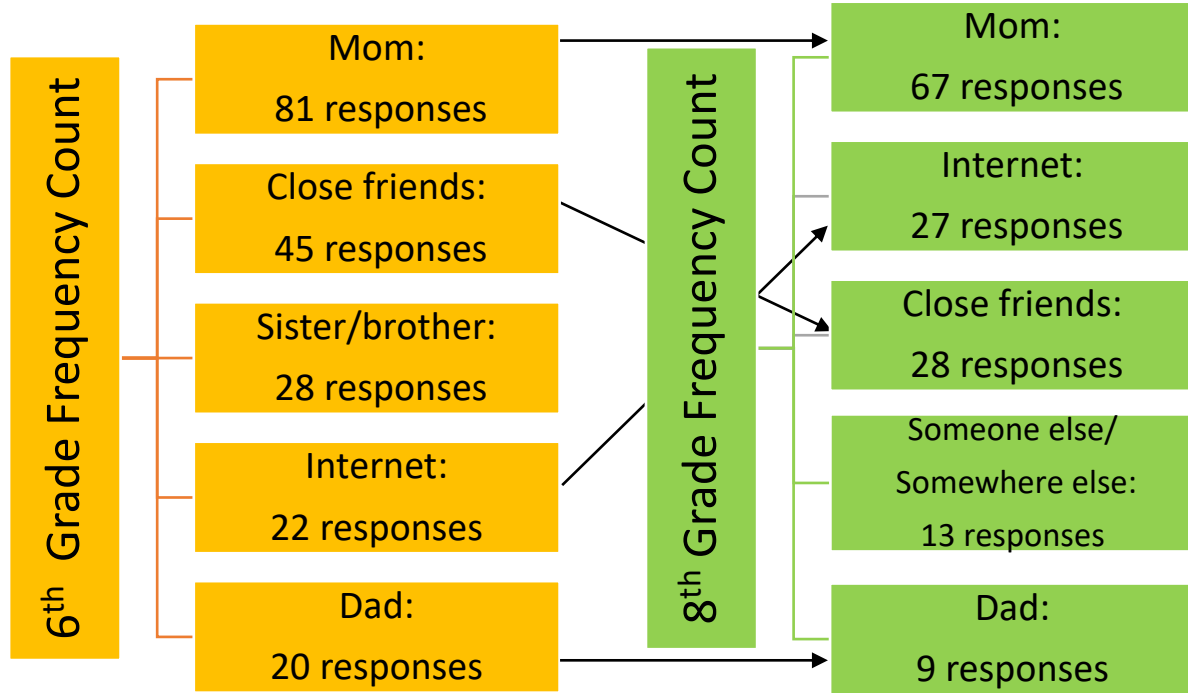 6th Grade Frequency Count
Mom:
81 responses
Close friends:
45 responses
Sister/brother:
28 responses
Internet:
22 responses
Dad:
20 responses
8th Grade Frequency Count
Mom:
67 responses
Internet:
27 responses
Close friends:
28 responses
Someone else/
Somewhere else:
13 responses
Dad:
9 responses